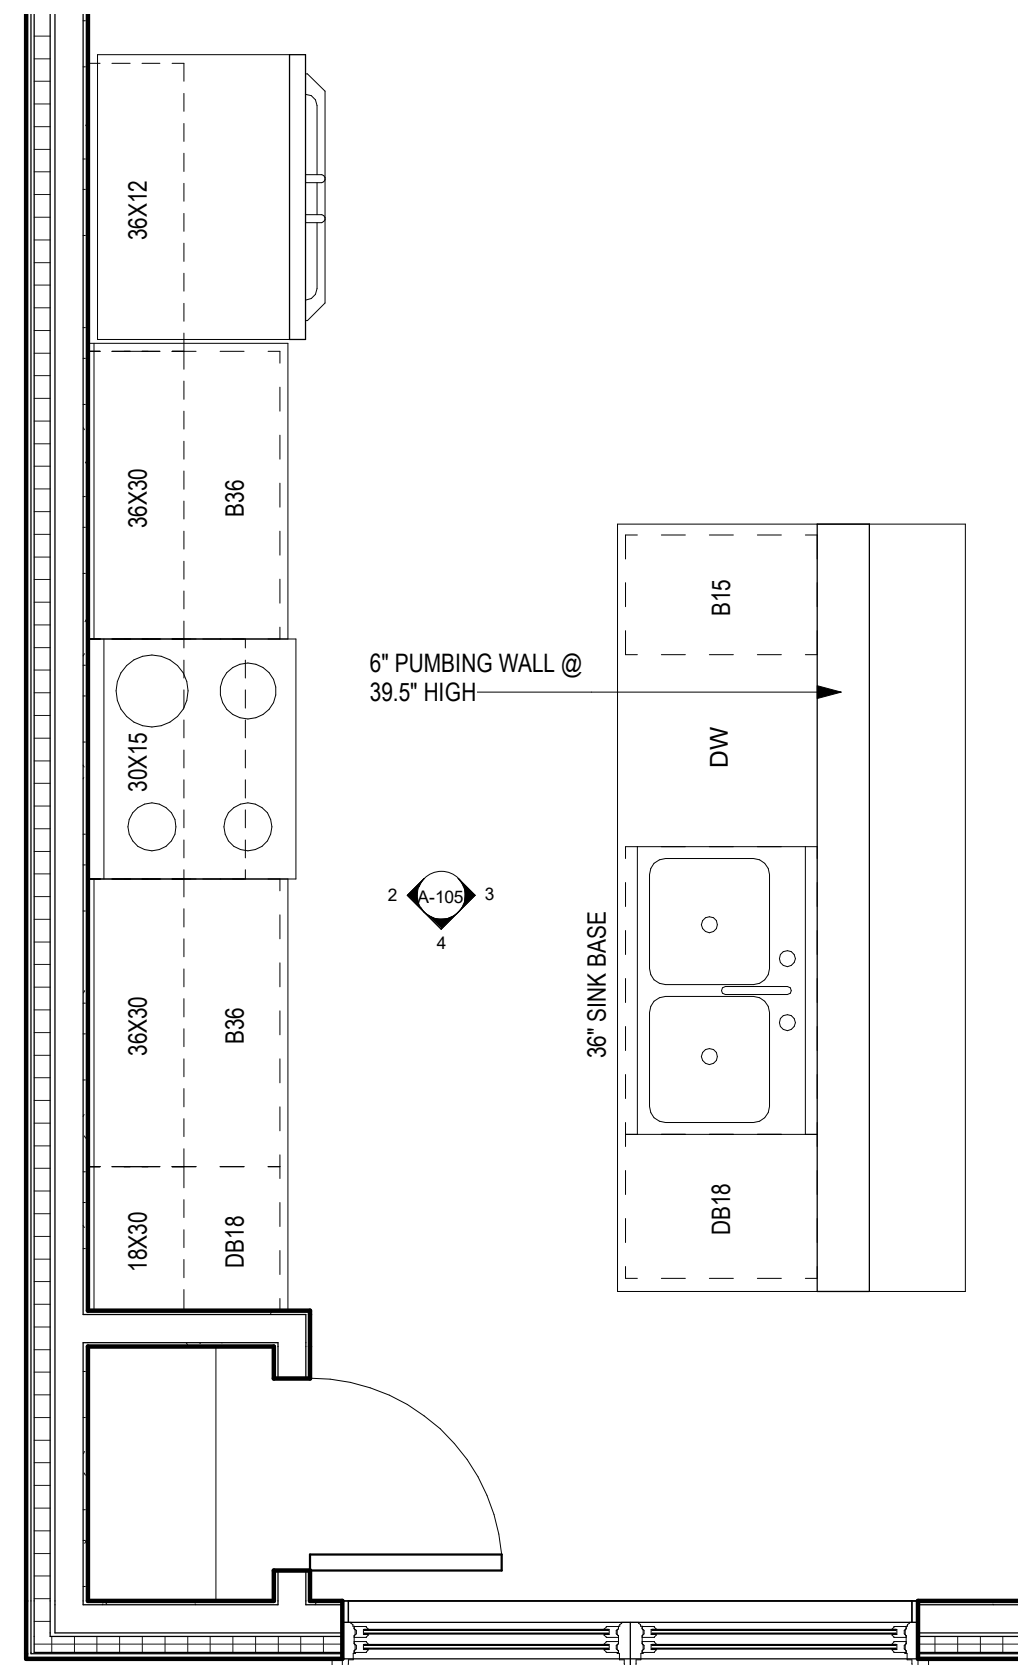 36X12
36X30
B36
B15
6" PUMBING WALL @
39.5" HIGH
DW
30X15
2
A-105
3
4
36" SINK BASE
36X30
B36
DB18
18X30
DB18